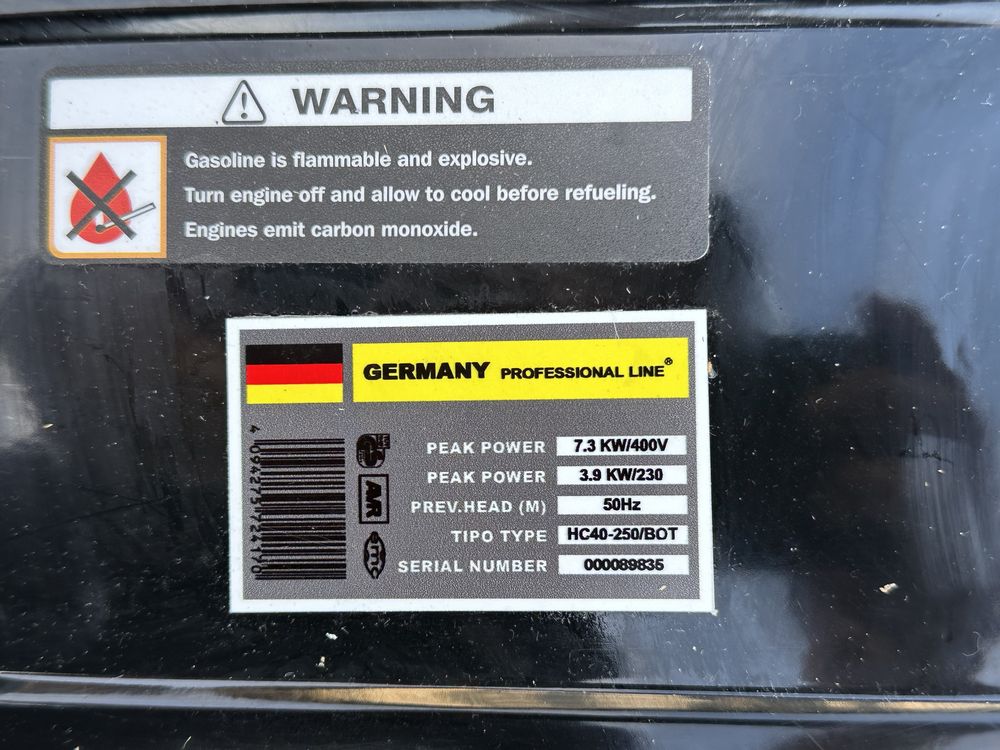 WARNING
Gasoline is flammable and explosive.
Turn engine off and allow to cool before refueling.
Engines emit carbon monoxide.
GERMANY PROFESSIONAL LINE®
PEAK POWER 7.3 KW/400V
PEAK POWER 3.9 KW/230
PREV.HEAD (M) 50Hz
TIPO TYPE HC40-250/BOT
SERIAL NUMBER 000089835